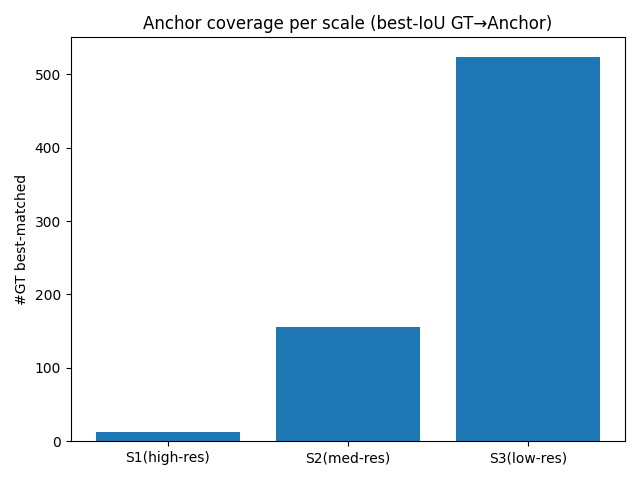 Anchor coverage per scale (best-IoU GT→Anchor)
500
400
300
200
100
0
#GT best-matched
S1(high-res) S2(med-res) S3(low-res)